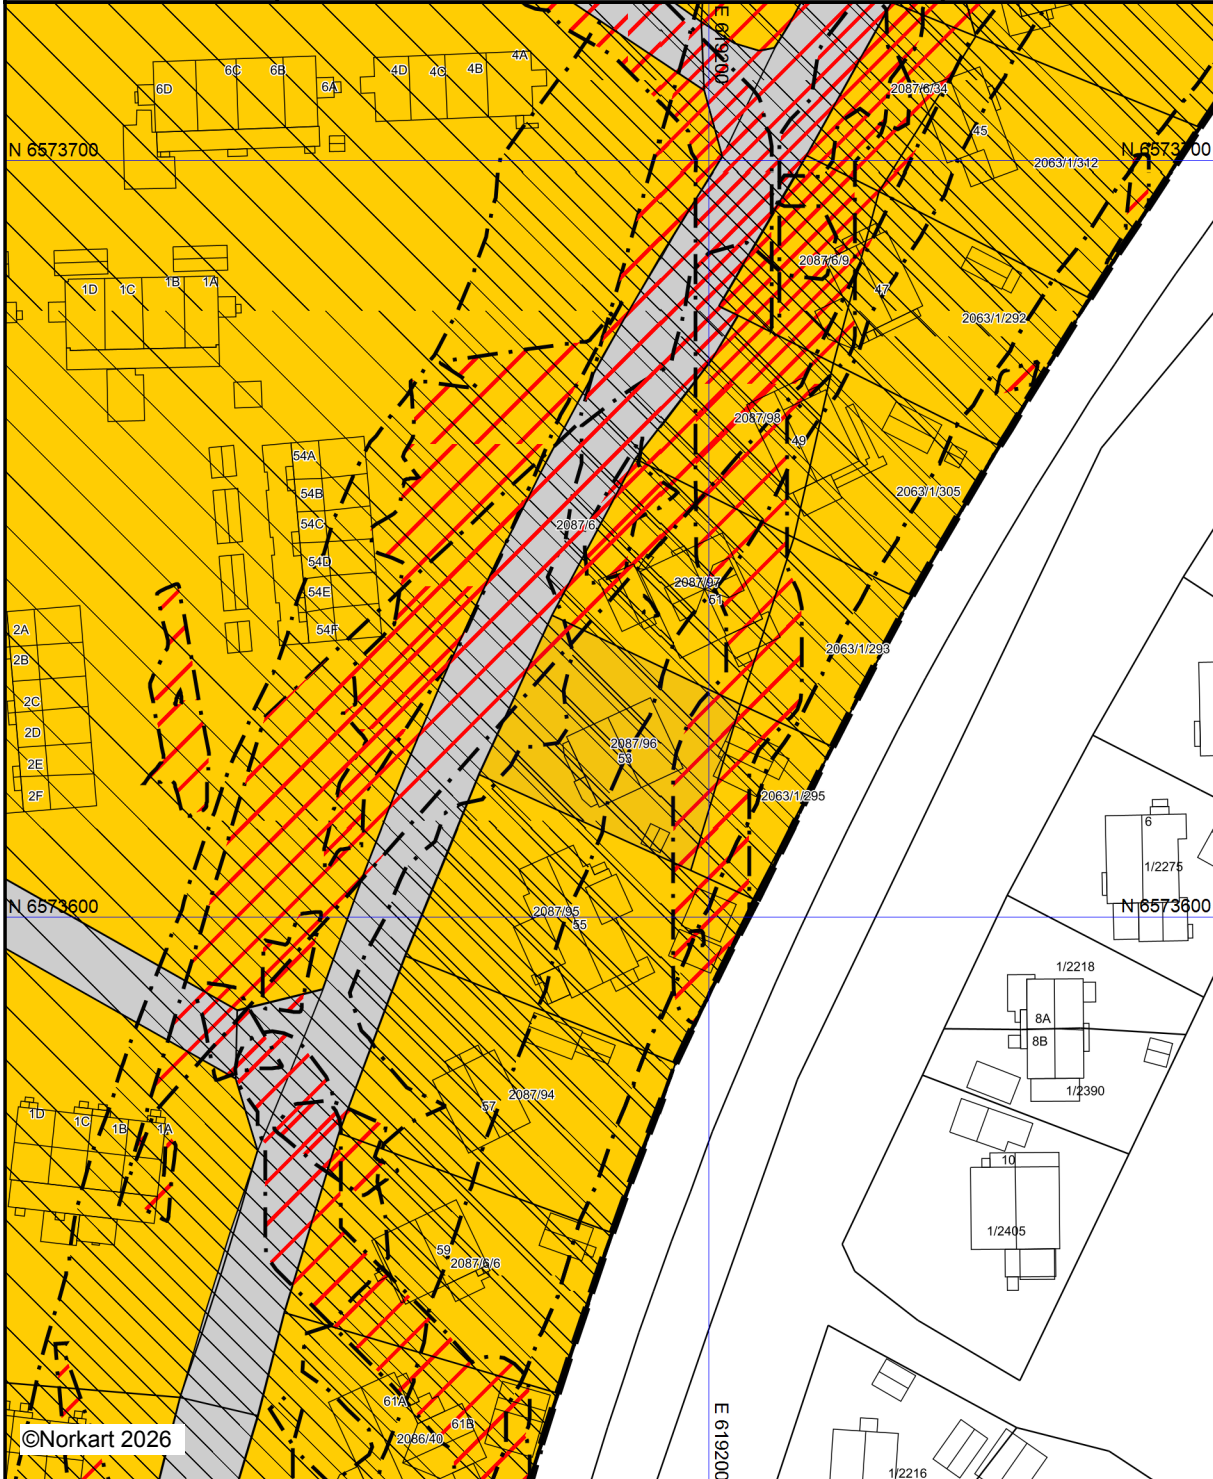 E 619200
4A
4B
4C
4D
6A
6B
6C
6D
2087/6/34
45
N 6573700
N 6573700
2063/1/312
1D
1C
1B
1A
2087/6/9
47
2063/1/292
2087/98
49
54A
54B
54C
54D
54E
54F
2063/1/305
2087/6
2087/97
51
2A
2B
2C
2D
2E
2F
2063/1/293
2087/96
53
2063/1/295
6
1/2275
N 6573600
N 6573600
2087/95
55
1/2218
8A
8B
1/2390
2087/94
57
1D
1C
1B
1A
10
1/2405
59
2087/6/6
61A
61B
2086/40
E 619200
©Norkart 2026
1/2216